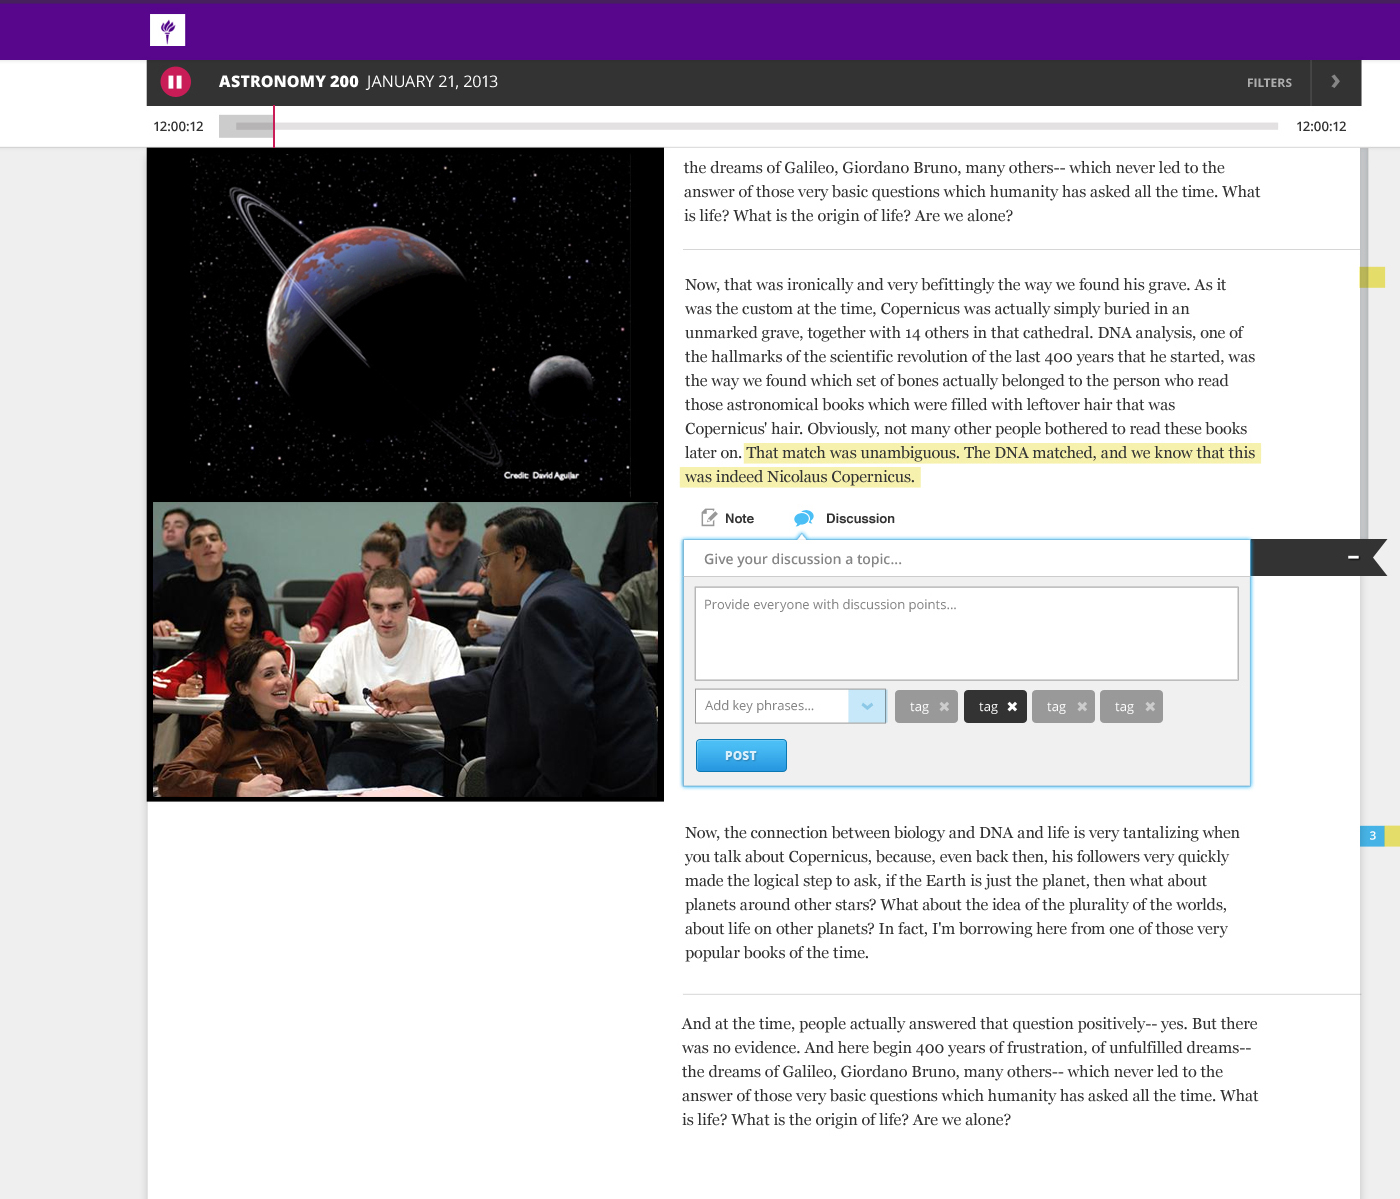 ASTRONOMY 200 JANUARY 21, 2013
FILTERS
12:00:12
12:00:12
the dreams of Galileo, Giordano Bruno, many others-- which never led to the
answer of those very basic questions which humanity has asked all the time. What
is life? What is the origin of life? Are we alone?
Now, that was ironically and very befittingly the way we found his grave. As it
was the custom at the time, Copernicus was actually simply buried in an
unmarked grave, together with 14 others in that cathedral. DNA analysis, one of
the hallmarks of the scientific revolution of the last 400 years that he started, was
the way we found which set of bones actually belonged to the person who read
those astronomical books which were filled with leftover hair that was
Copernicus' hair. Obviously, not many other people bothered to read these books
later on. That match was unambiguous. The DNA matched, and we know that this
was indeed Nicolaus Copernicus.
Credit: David Aguilar
Note
Discussion
Give your discussion a topic...
Provide everyone with discussion points...
Add key phrases...
tag
tag
tag
tag
POST
Now, the connection between biology and DNA and life is very tantalizing when
you talk about Copernicus, because, even back then, his followers very quickly
made the logical step to ask, if the Earth is just the planet, then what about
planets around other stars? What about the idea of the plurality of the worlds,
about life on other planets? In fact, I'm borrowing here from one of those very
popular books of the time.
3
And at the time, people actually answered that question positively-- yes. But there
was no evidence. And here begin 400 years of frustration, of unfulfilled dreams--
the dreams of Galileo, Giordano Bruno, many others-- which never led to the
answer of those very basic questions which humanity has asked all the time. What
is life? What is the origin of life? Are we alone?